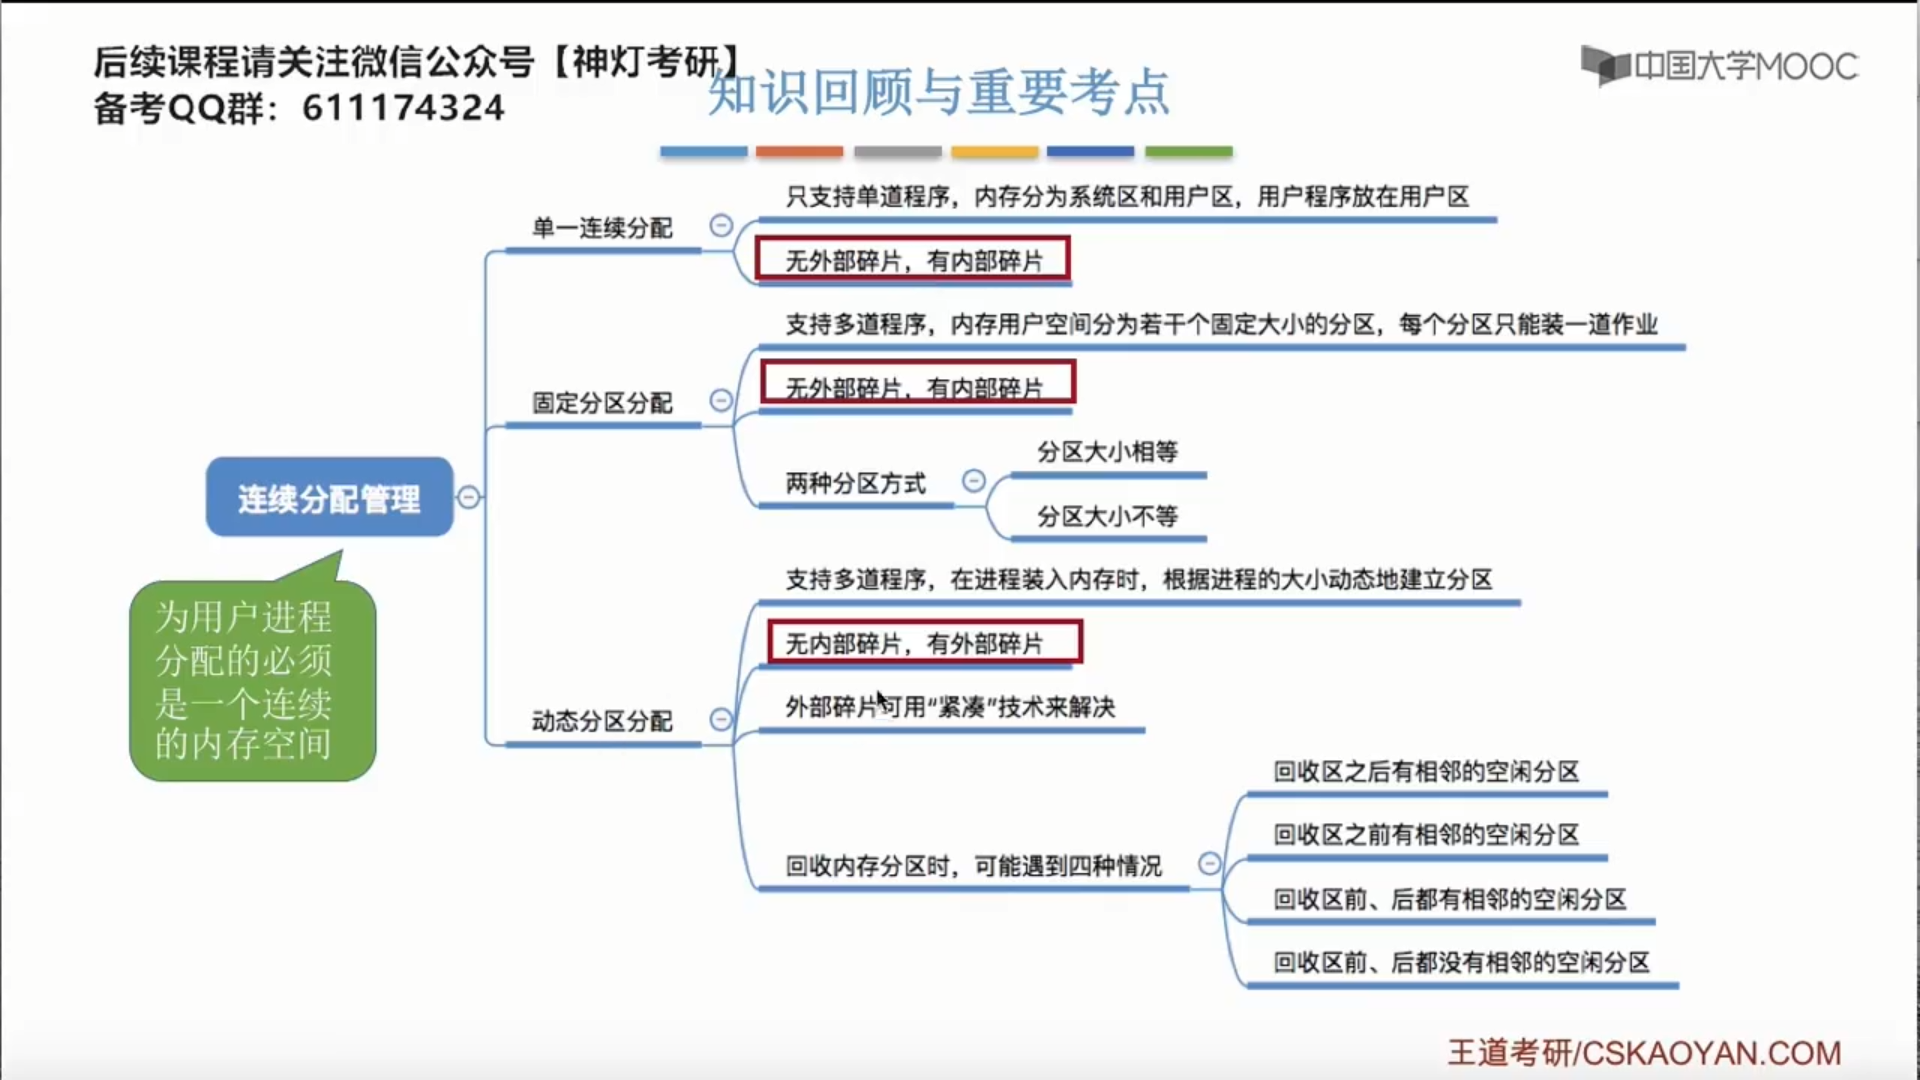 后续课程请关注微信公众号【神灯考研】
备考QQ群：611174324
知识回顾与重要考点
中国大学MOOC
只支持单道程序，内存分为系统区和用户区，用户程序放在用户区
单一连续分配
无外部碎片，有内部碎片
支持多道程序，内存用户空间分为若干个固定大小的分区，每个分区只能装一道作业
无外部碎片，有内部碎片
固定分区分配
分区大小相等
两种分区方式
分区大小不等
连续分配管理
为用户进程
分配的必须
是一个连续
的内存空间
支持多道程序，在进程装入内存时，根据进程的大小动态地建立分区
无内部碎片，有外部碎片
外部碎片可用“紧凑”技术来解决
动态分区分配
回收区之后有相邻的空闲分区
回收区之前有相邻的空闲分区
回收内存分区时，可能遇到四种情况
回收区前、后都有相邻的空闲分区
回收区前、后都没有相邻的空闲分区
王道考研/CSKAOYAN.COM